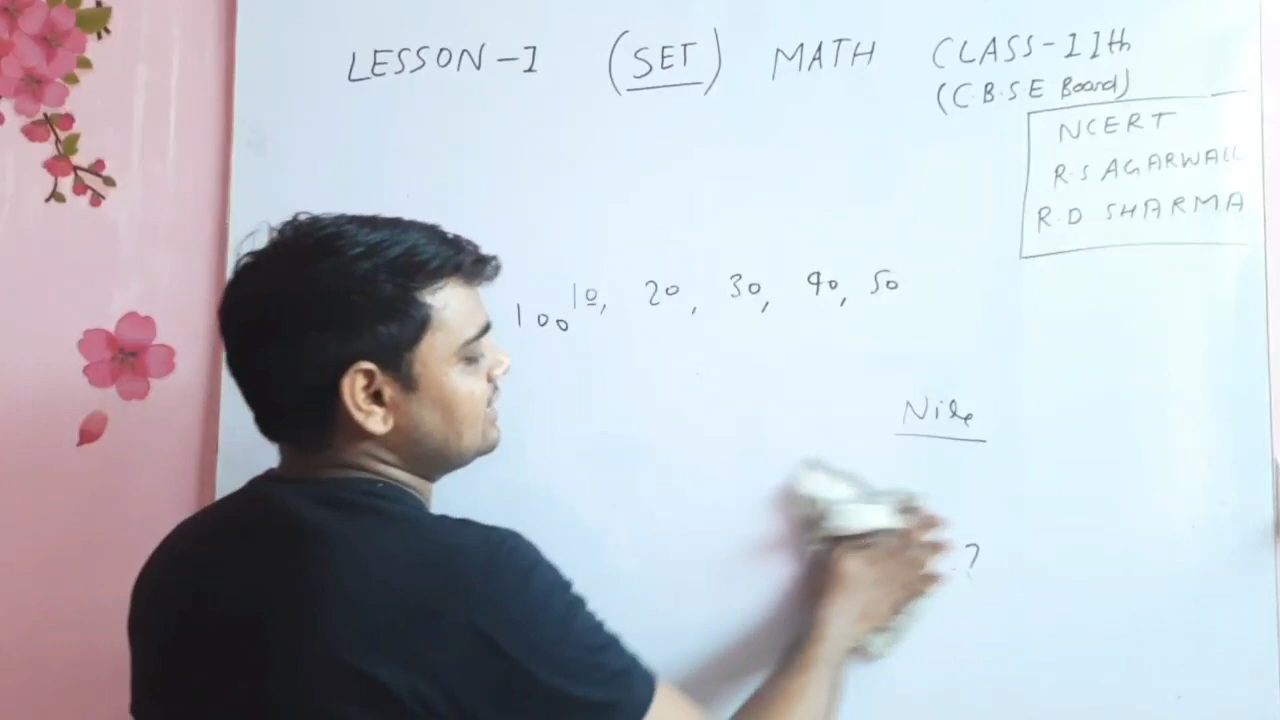 LESSON-1 (SET) MATH CLASS-11th
(C.B.S.E Board)
NCERT
R.S AGARWALL
R.D SHARMA
10, 20, 30, 40, 50
100
Nile
?